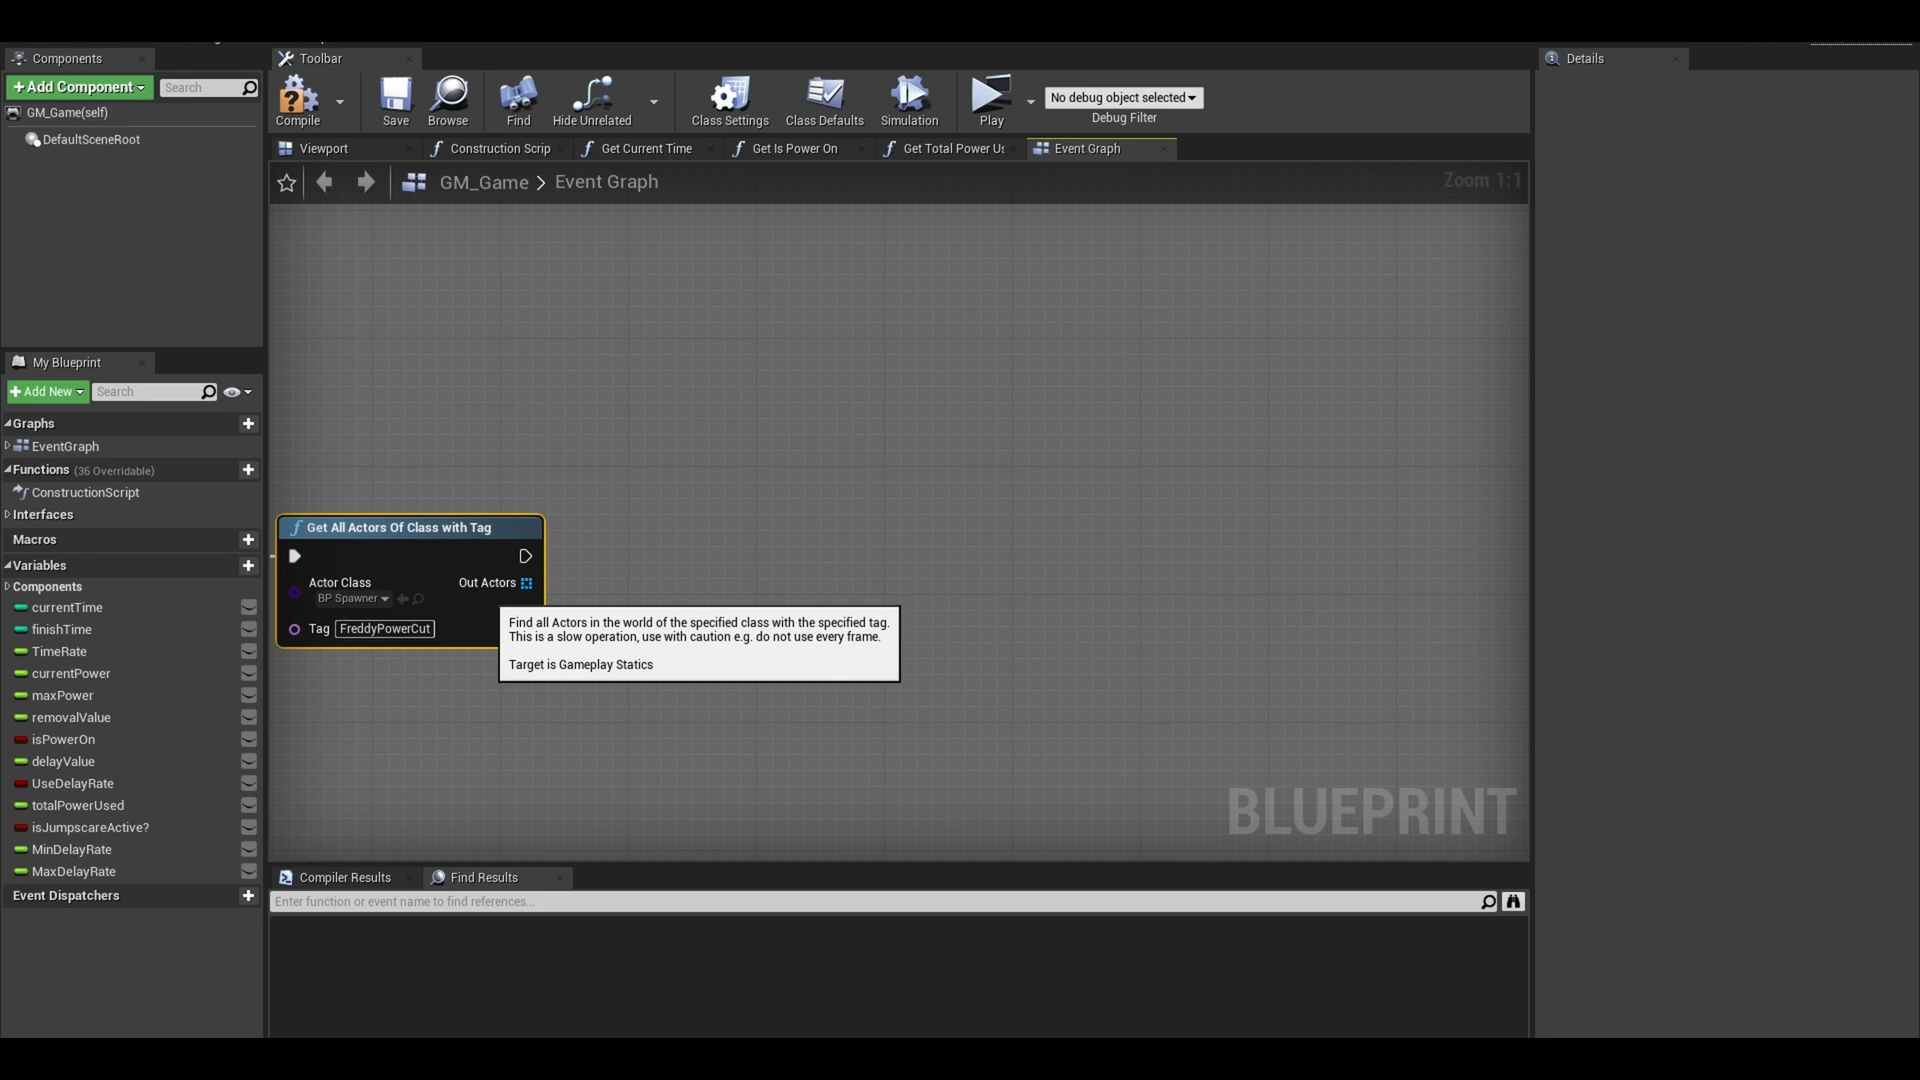 Components
Toolbar
Details
+Add Component
Search
GM_Game(self)
DefaultSceneRoot
Compile
Save
Browse
Find
Hide Unrelated
Class Settings
Class Defaults
Simulation
Play
No debug object selected
Debug Filter
Viewport
Construction Scrip
Get Current Time
Get Is Power On
Get Total Power Us
Event Graph
GM_Game > Event Graph
Zoom 1:1
My Blueprint
+Add New
Search
Graphs
EventGraph
Functions (36 Overridable)
ConstructionScript
Interfaces
Macros
Variables
Components
currentTime
finishTime
TimeRate
currentPower
maxPower
removalValue
isPowerOn
delayValue
UseDelayRate
totalPowerUsed
isJumpscareActive?
MinDelayRate
MaxDelayRate
Event Dispatchers
f Get All Actors Of Class with Tag
Actor Class
Out Actors
BP Spawner
Tag FreddyPowerCut
Find all Actors in the world of the specified class with the specified tag.
This is a slow operation, use with caution e.g. do not use every frame.
Target is Gameplay Statics
BLUEPRINT
Compiler Results
Find Results
Enter function or event name to find references...